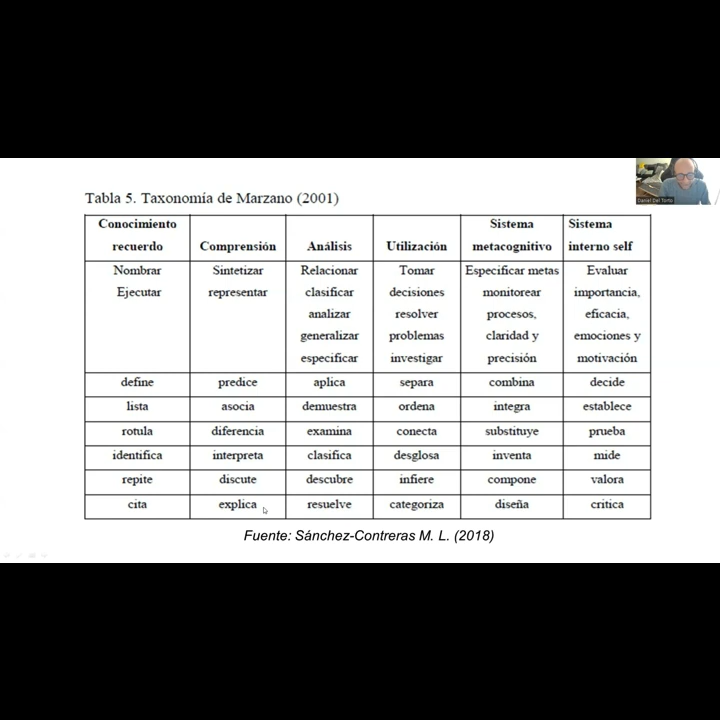 Daniel Del Torto
Tabla 5. Taxonomía de Marzano (2001)
Conocimiento recuerdo
Comprensión
Análisis
Utilización
Sistema metacognitivo
Sistema interno self
Nombrar
Ejecutar
Sintetizar
representar
Relacionar
clasificar
analizar
generalizar
especificar
Tomar
decisiones
resolver
problemas
investigar
Especificar metas
monitorear
procesos,
claridad y
precisión
Evaluar
importancia,
eficacia,
emociones y
motivación
define predice aplica separa combina decide
lista asocia demuestra ordena integra establece
rotula diferencia examina conecta substituye prueba
identifica interpreta clasifica desglosa inventa mide
repite discute descubre infiere compone valora
cita explica resuelve categoriza diseña critica
Fuente: Sánchez-Contreras M. L. (2018)